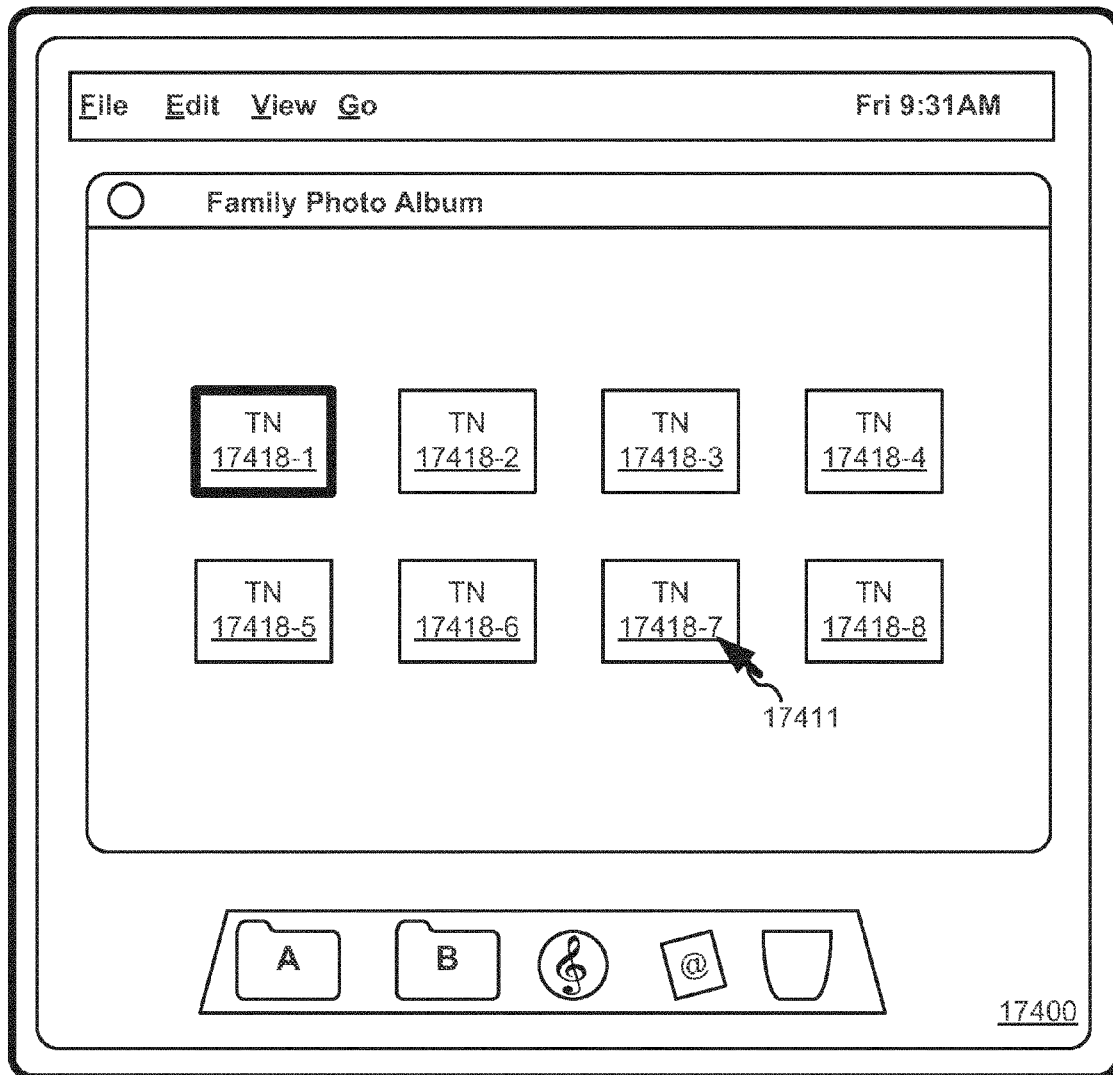 File Edit View Go Fri 9:31AM
Family Photo Album
TN TN TN TN
17418-1 17418-2 17418-3 17418-4
TN TN TN TN
17418-5 17418-6 17418-7 17418-8
17411
A B @
17400